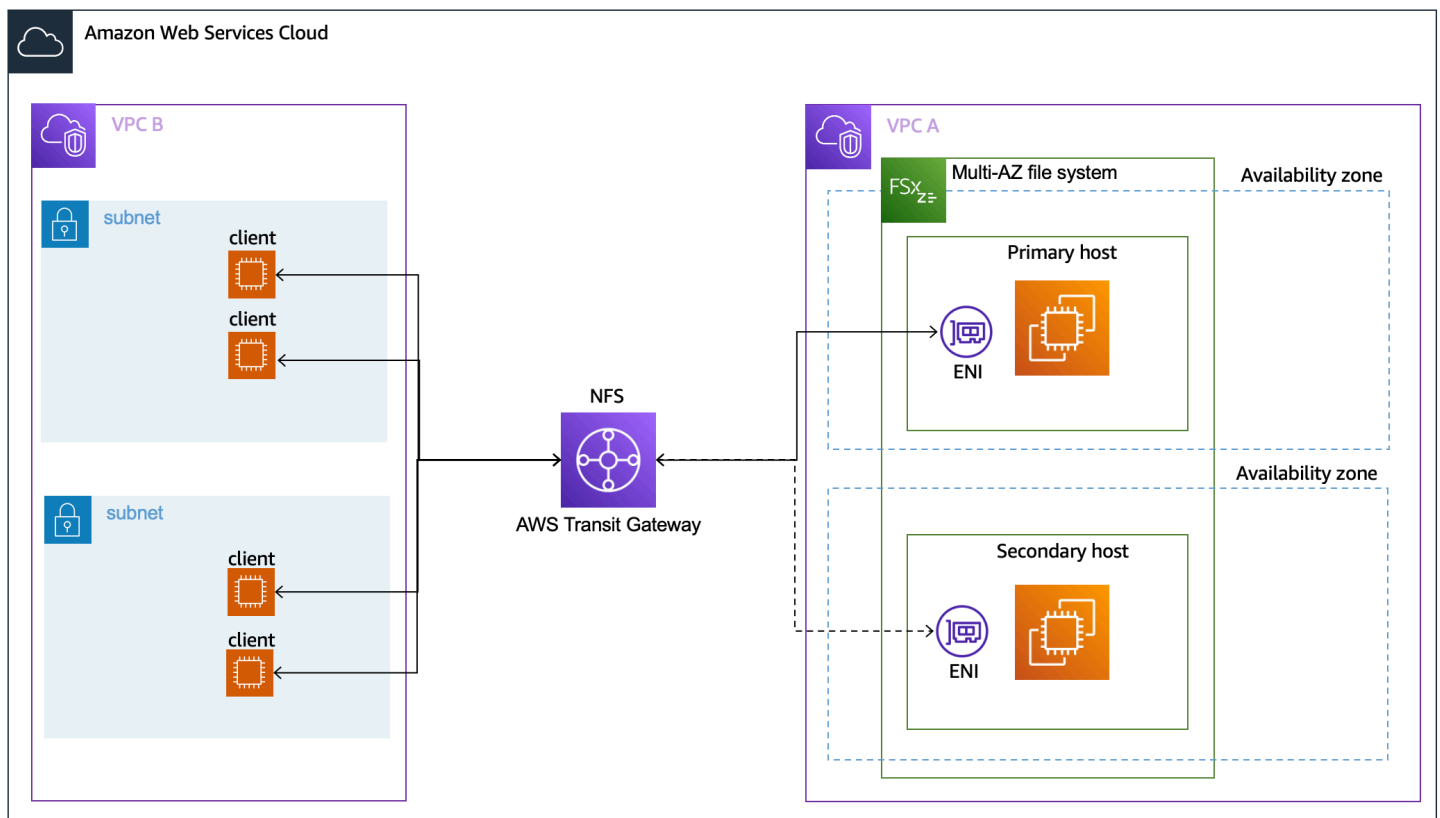 Amazon Web Services Cloud
VPC B
subnet
client
client
subnet
client
client
NFS
AWS Transit Gateway
VPC A
FSx
Z
Multi-AZ file system
Availability zone
Primary host
ENI
Availability zone
Secondary host
ENI